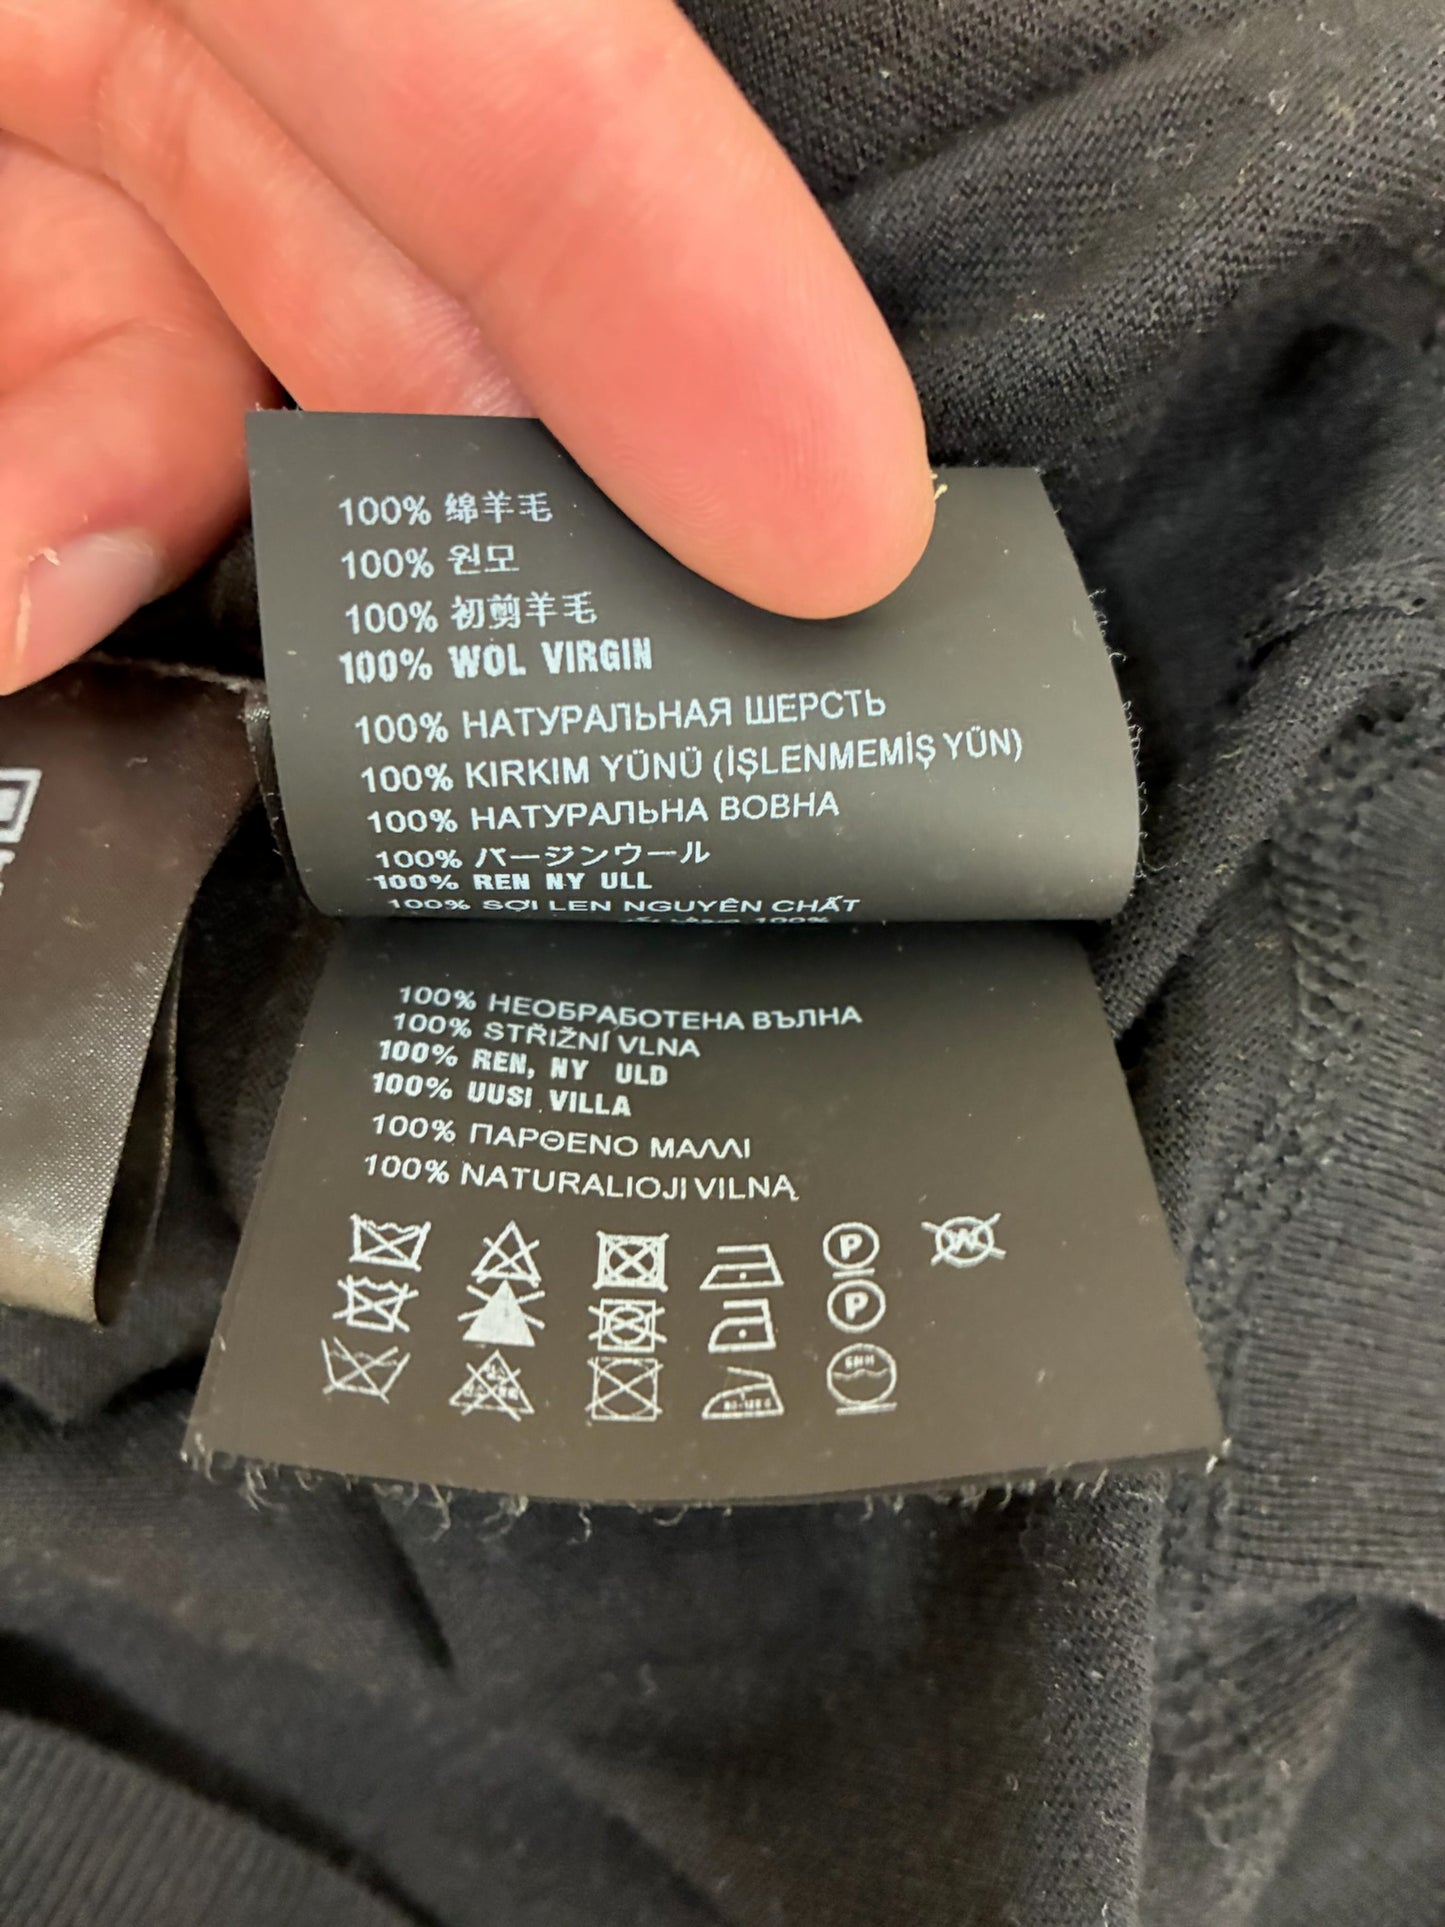 100% 绵羊毛
100% 원모
100% 初剪羊毛
100% WOL VIRGIN
100% НАТУРАЛЬНАЯ ШЕРСТЬ
100% KIRKIM YÜNÜ (İŞLENMEMİŞ YÜN)
100% НАТУРАЛЬНА ВОВНА
100% バージンウール
100% REN NY ULL
100% SỢI LEN NGUYÊN CHẤT
100%
100% НЕОБРАБОТЕНА ВЪЛНА
100% STŘIŽNÍ VLNA
100% REN, NY ULD
100% UUSI VILLA
100% ΠΑΡΘΕΝΟ ΜΑΛΛΙ
100% NATURALIOJI VILNĄ
P
W
P